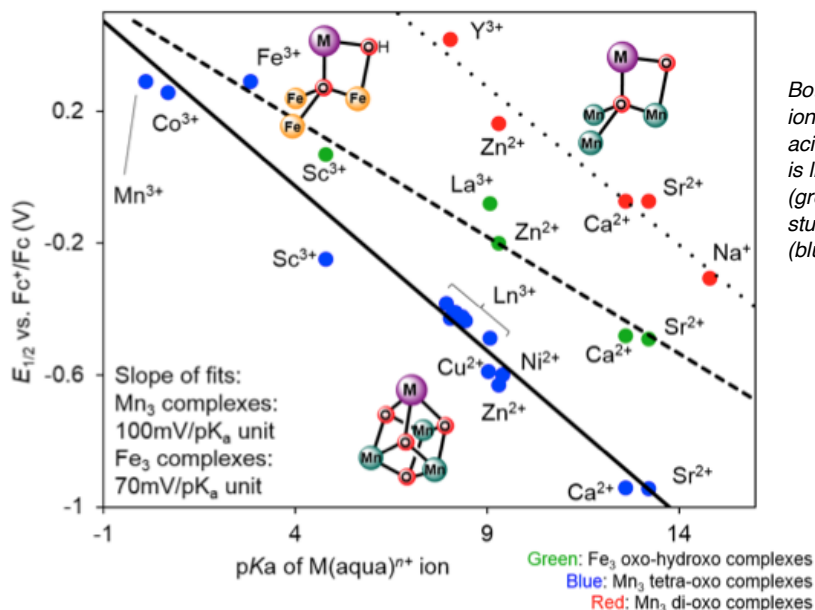 Y³⁺
Fe³⁺
M
O
H
Fe
Fe
Fe
O
M
O
Mn
Mn
Mn
O
0.2
Co³⁺
Mn³⁺
Sc³⁺
Zn²⁺
La³⁺
Sr²⁺
Ca²⁺
Zn²⁺
Na⁺
Sc³⁺
-0.2
E1/2 vs. Fc⁺/Fc (V)
Ln³⁺
Sr²⁺
Ca²⁺
Ni²⁺
Cu²⁺
Zn²⁺
-0.6
Slope of fits:
Mn₃ complexes:
100mV/pKₐ unit
Fe₃ complexes:
70mV/pKₐ unit
M
O
Mn
O
O
Mn
Mn
O
Ca²⁺
Sr²⁺
-1
-1
4
9
14
pKa of M(aqua)ⁿ⁺ ion
Green: Fe₃ oxo-hydroxo complexes
Blue: Mn₃ tetra-oxo complexes
Red: Mn₃ di-oxo complexes
Bo
ion
aci
is l
(gre
stu
(blu